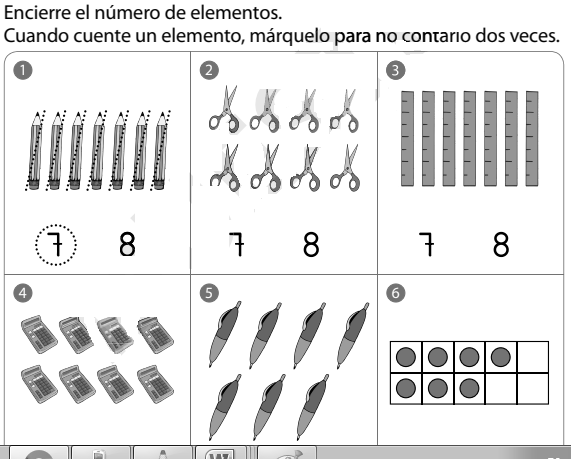 Encierre el número de elementos.
Cuando cuente un elemento, márquelo para no contarlo dos veces.
1 2 3
7 8 7 8 7 8
4 5 6